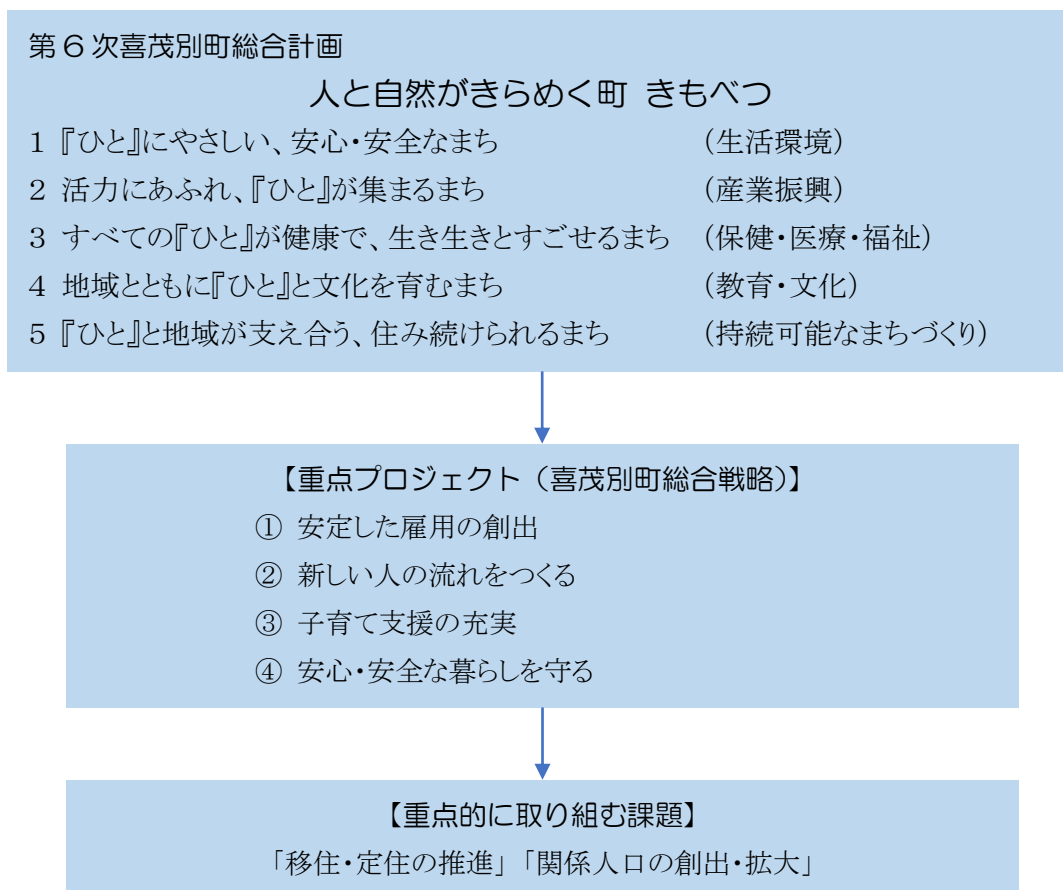 第6次喜茂別町総合計画
人と自然がきらめく町 きもべつ
1 『ひと』にやさしい、安心・安全なまち (生活環境)
2 活力にあふれ、『ひと』が集まるまち (産業振興)
3 すべての『ひと』が健康で、生き生きとすごせるまち (保健・医療・福祉)
4 地域とともに『ひと』と文化を育むまち (教育・文化)
5 『ひと』と地域が支え合う、住み続けられるまち (持続可能なまちづくり)
【重点プロジェクト(喜茂別町総合戦略)】
① 安定した雇用の創出
② 新しい人の流れをつくる
③ 子育て支援の充実
④ 安心・安全な暮らしを守る
【重点的に取り組む課題】
「移住・定住の推進」「関係人口の創出・拡大」